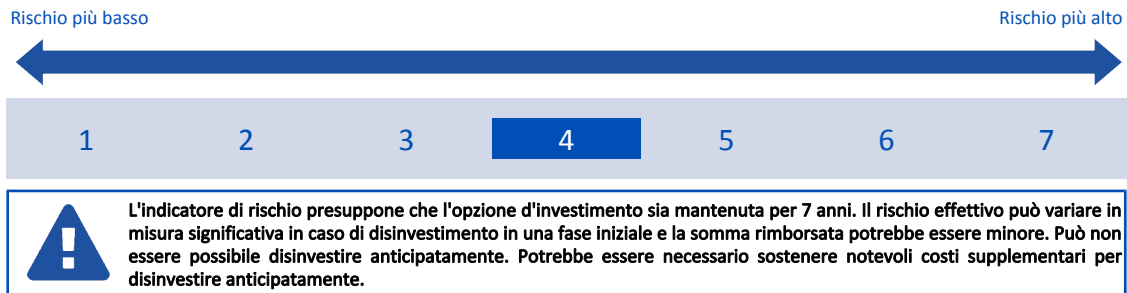 Rischio più basso Rischio più alto
1 2 3 4 5 6 7
L'indicatore di rischio presuppone che l'opzione d'investimento sia mantenuta per 7 anni. Il rischio effettivo può variare in
misura significativa in caso di disinvestimento in una fase iniziale e la somma rimborsata potrebbe essere minore. Può non
essere possibile disinvestire anticipatamente. Potrebbe essere necessario sostenere notevoli costi supplementari per
disinvestire anticipatamente.